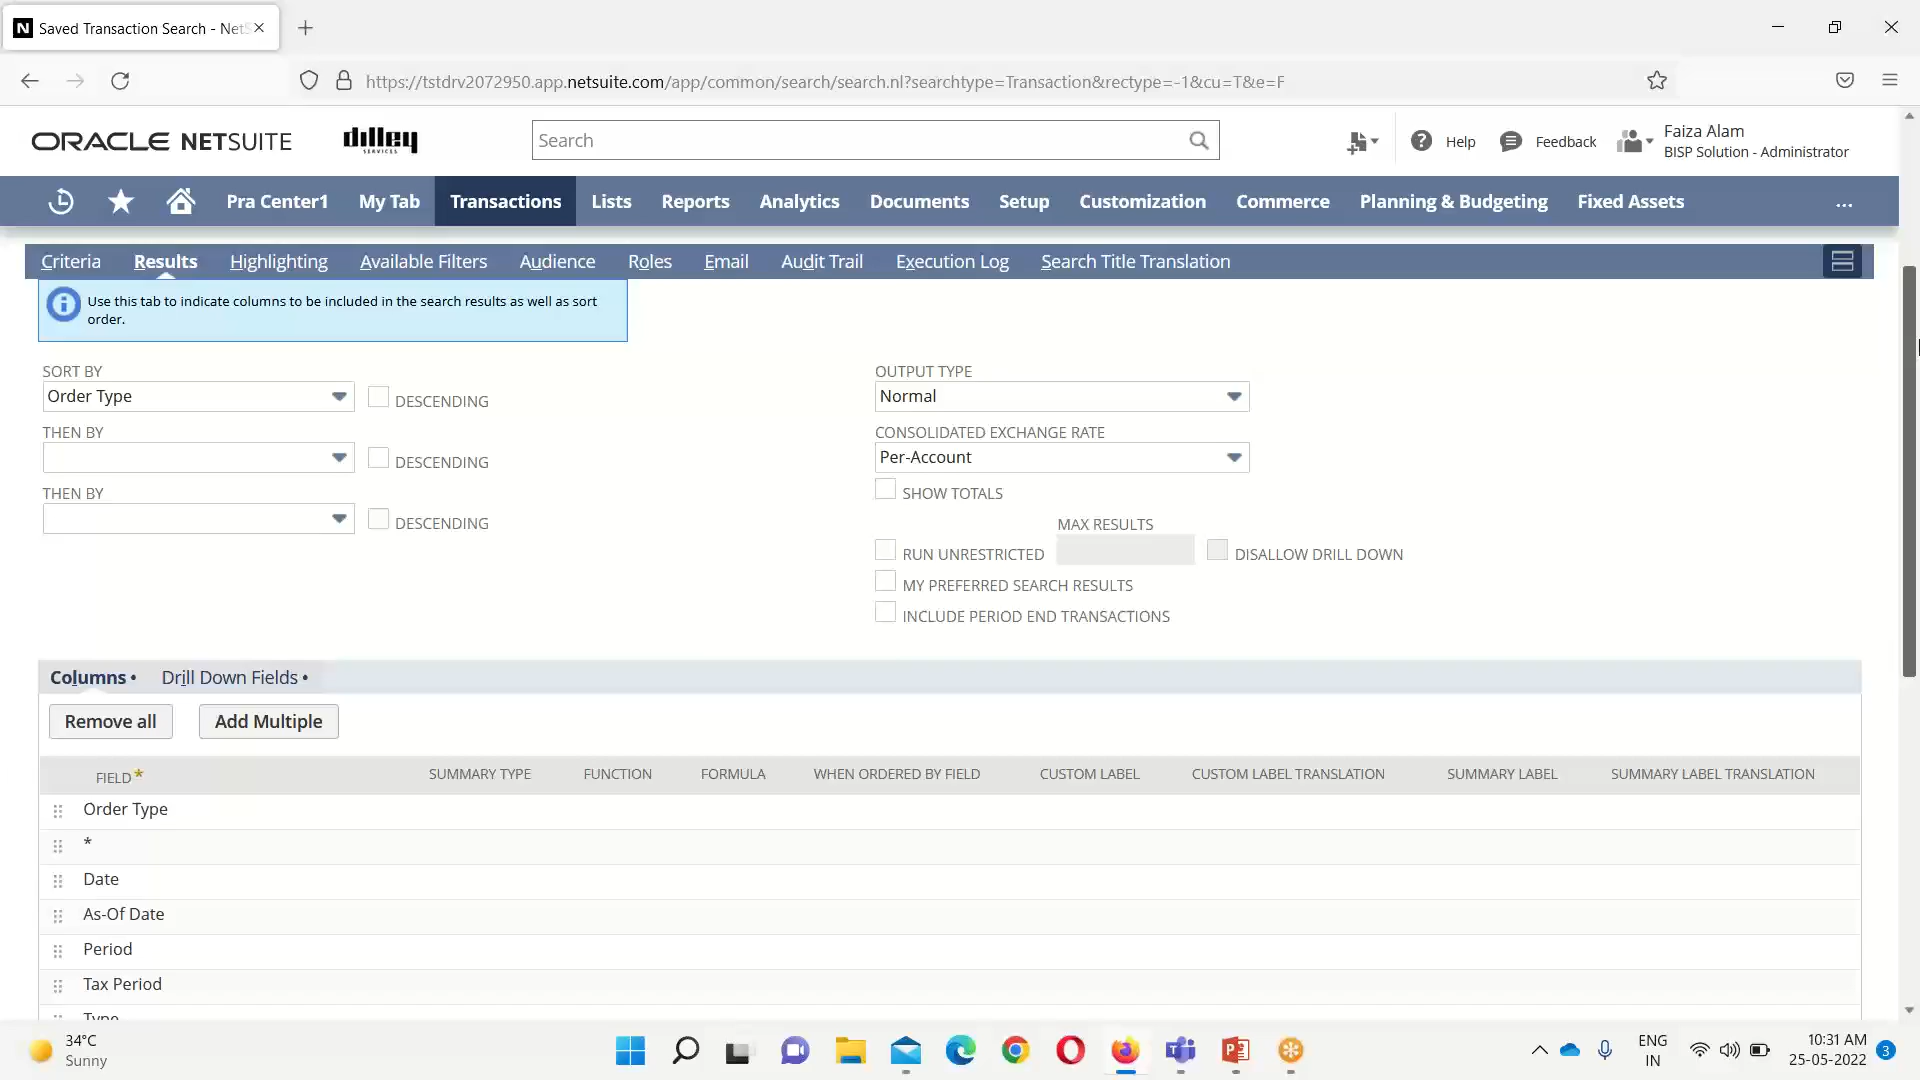 Saved Transaction Search - NetS
https://tstdrv2072950.app.netsuite.com/app/common/search/search.nl?searchtype=Transaction&rectype=-1&cu=T&e=F
ORACLE NETSUITE
dilley
SERVICES
Search
Help
Feedback
Faiza Alam
BISP Solution - Administrator
Pra Center1 My Tab Transactions Lists Reports Analytics Documents Setup Customization Commerce Planning & Budgeting Fixed Assets ...
Criteria Results Highlighting Available Filters Audience Roles Email Audit Trail Execution Log Search Title Translation
Use this tab to indicate columns to be included in the search results as well as sort
order.
SORT BY
Order Type
DESCENDING
THEN BY
DESCENDING
THEN BY
DESCENDING
OUTPUT TYPE
Normal
CONSOLIDATED EXCHANGE RATE
Per-Account
SHOW TOTALS
MAX RESULTS
RUN UNRESTRICTED
DISALLOW DRILL DOWN
MY PREFERRED SEARCH RESULTS
INCLUDE PERIOD END TRANSACTIONS
Columns • Drill Down Fields •
Remove all Add Multiple
FIELD* SUMMARY TYPE FUNCTION FORMULA WHEN ORDERED BY FIELD CUSTOM LABEL CUSTOM LABEL TRANSLATION SUMMARY LABEL SUMMARY LABEL TRANSLATION
Order Type
*
Date
As-Of Date
Period
Tax Period
Type
34°C
Sunny
ENG
IN
10:31 AM
25-05-2022
3